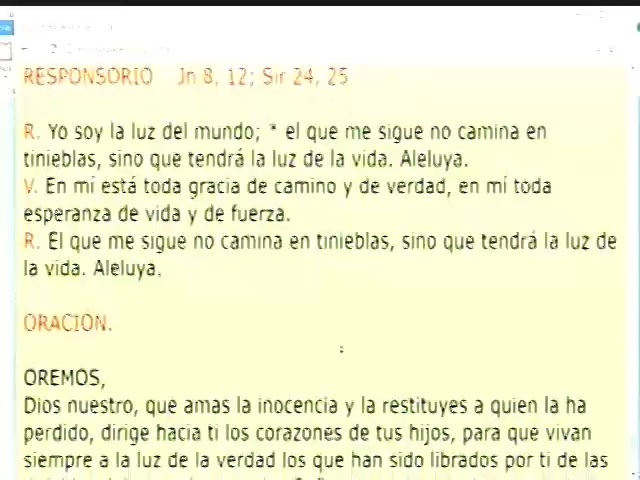 RESPONSORIO Jn 8, 12; Sir 24, 25
R. Yo soy la luz del mundo; * el que me sigue no camina en
tinieblas, sino que tendrá la luz de la vida. Aleluya.
V. En mí está toda gracia de camino y de verdad, en mí toda
esperanza de vida y de fuerza.
R. El que me sigue no camina en tinieblas, sino que tendrá la luz de
la vida. Aleluya.
ORACIÓN.
OREMOS,
Dios nuestro, que amas la inocencia y la restituyes a quien la ha
perdido, dirige hacia ti los corazones de tus hijos, para que vivan
siempre a la luz de la verdad los que han sido librados por ti de las